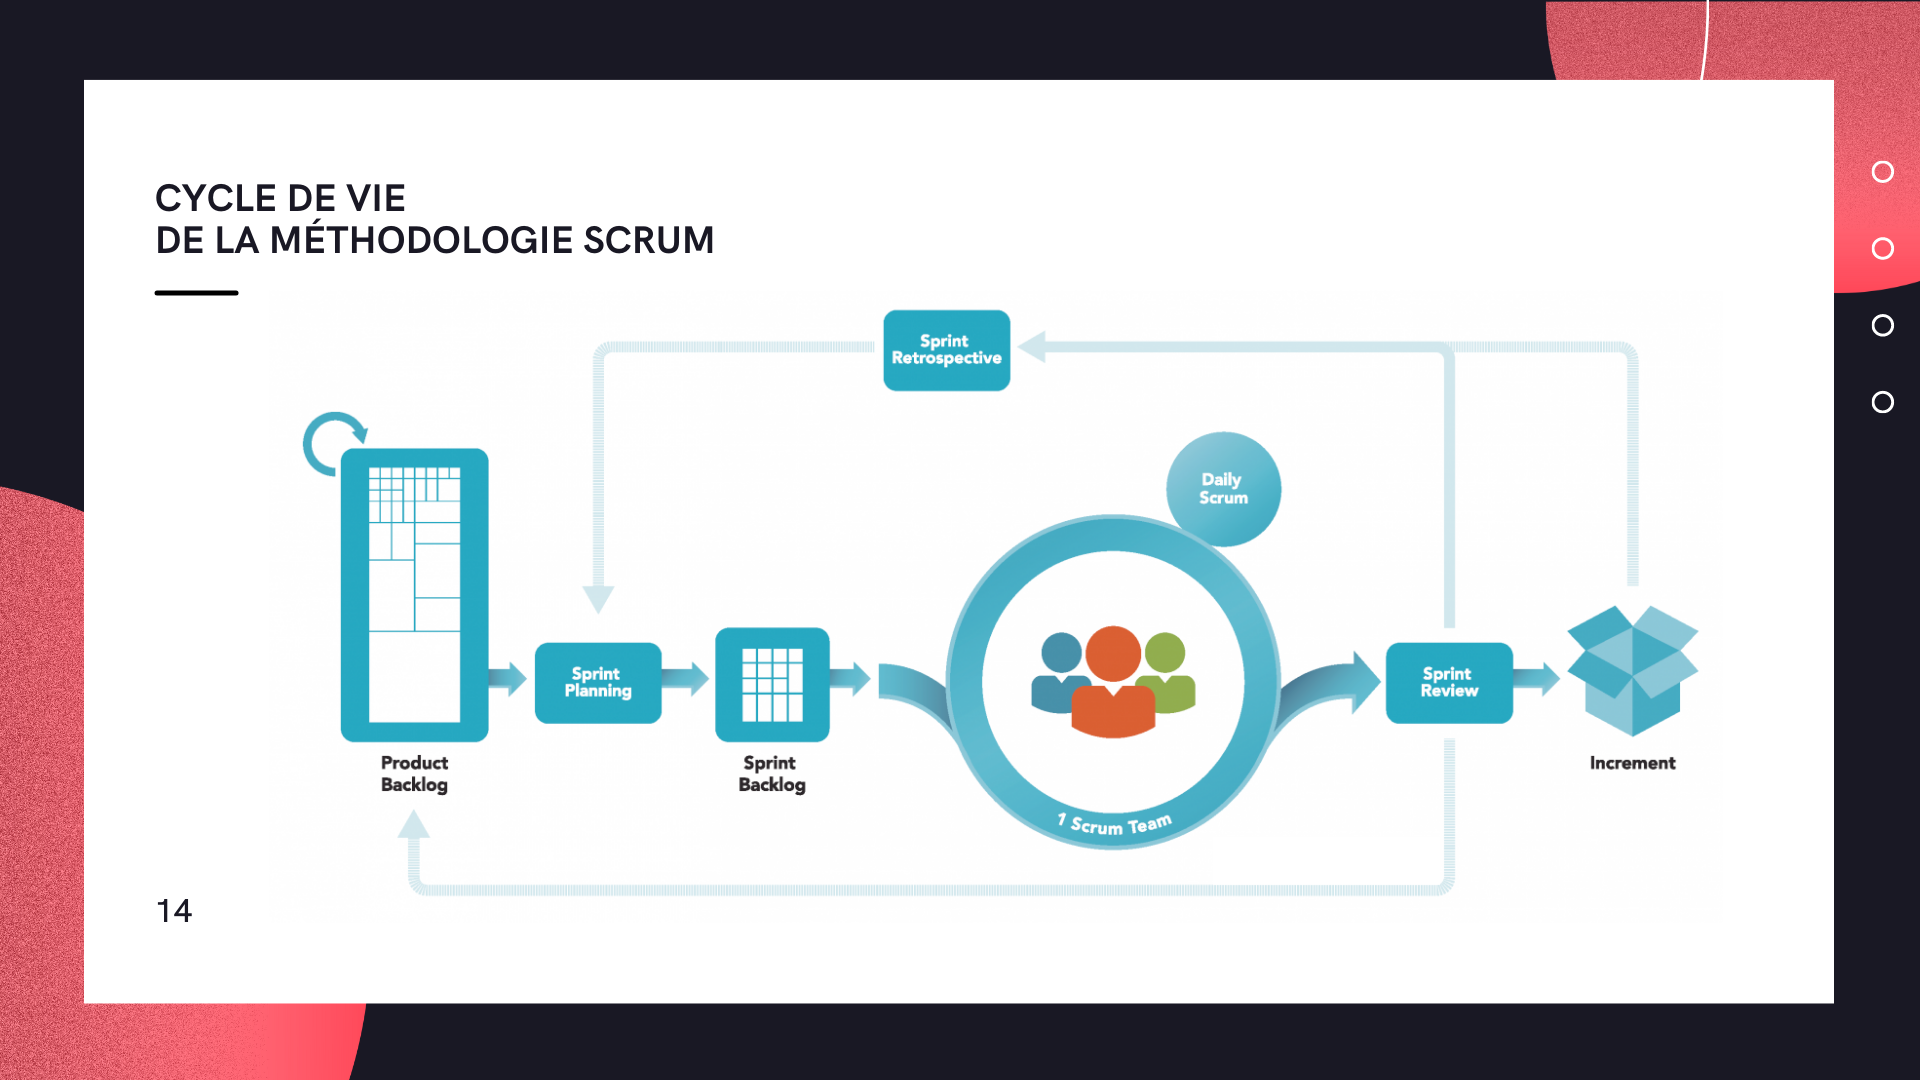 CYCLE DE VIE
DE LA MÉTHODOLOGIE SCRUM
Sprint
Retrospective
Daily
Scrum
Sprint
Planning
Sprint
Review
Product
Backlog
Sprint
Backlog
Increment
1 Scrum Team
14